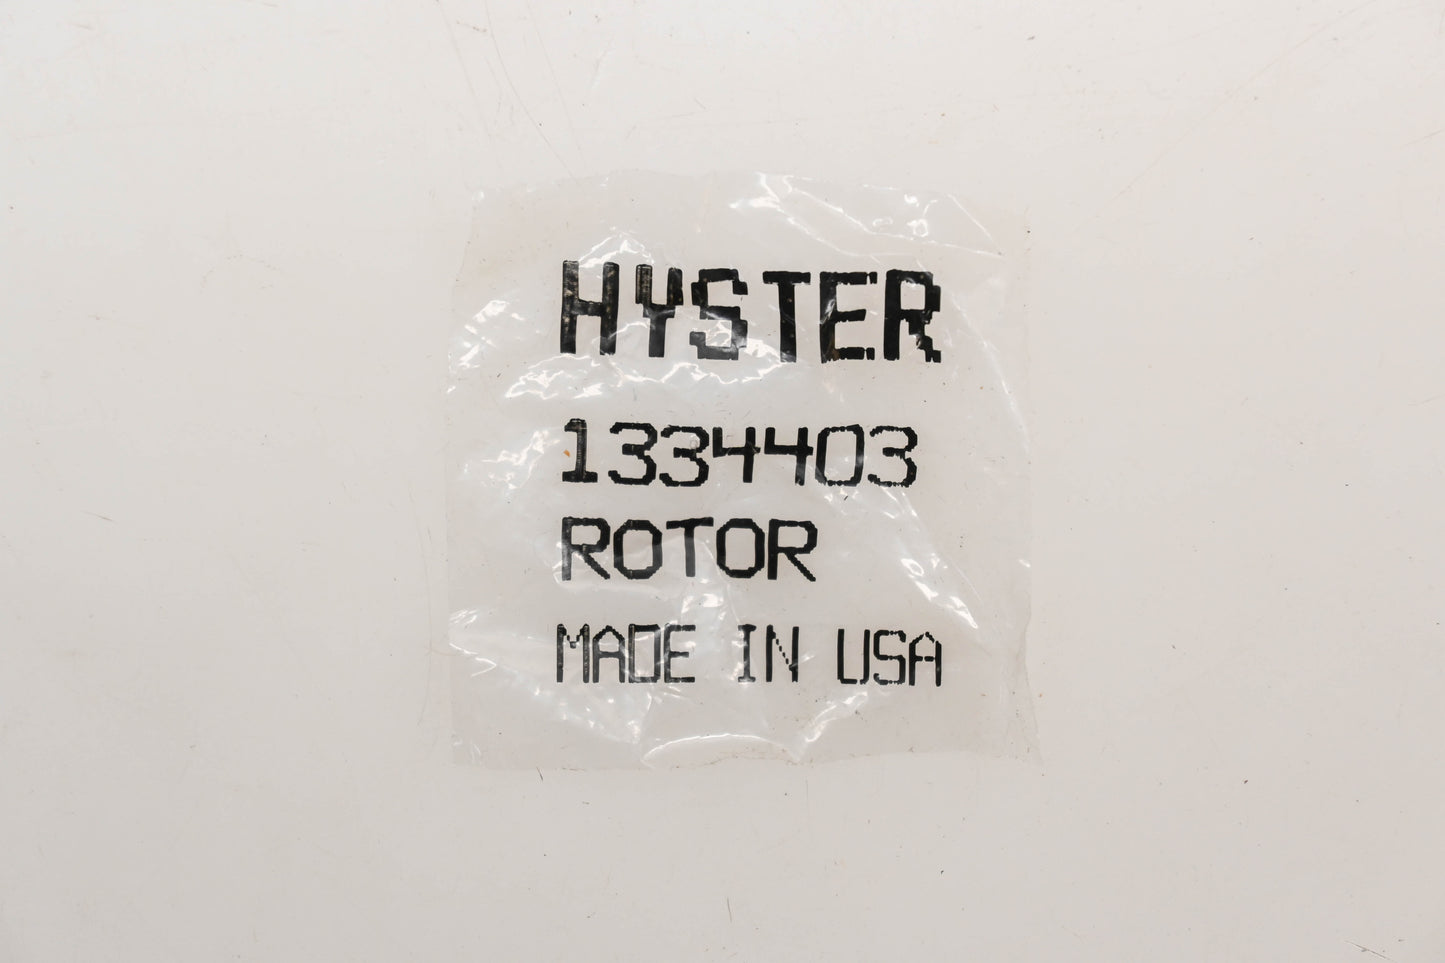 HYSTER
1334403
ROTOR
MADE IN USA